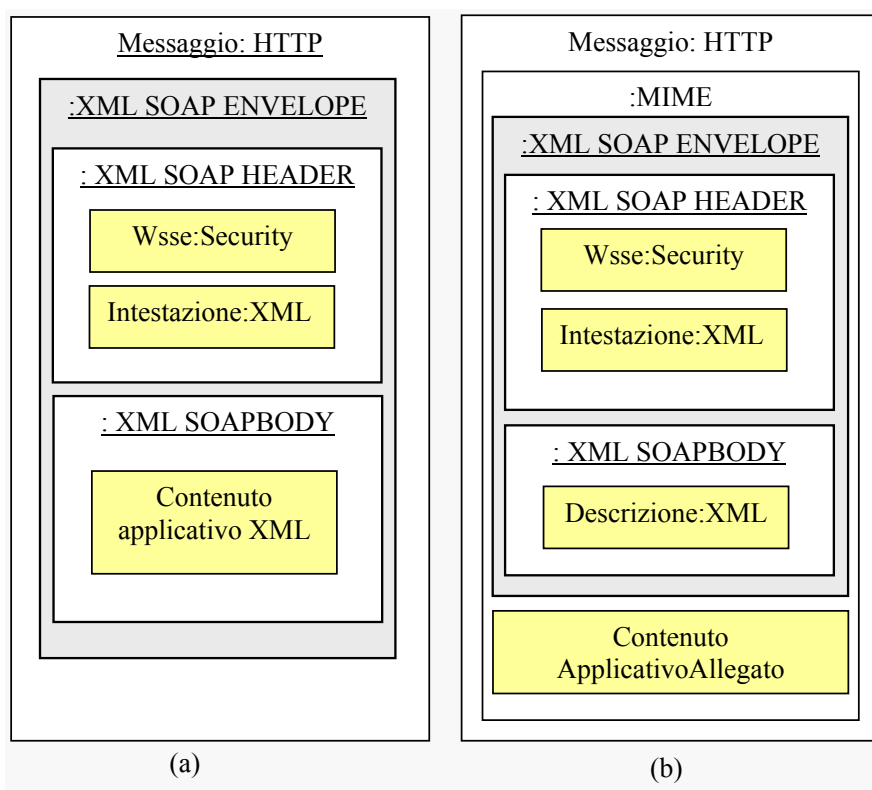 Messaggio: HTTP
:XML SOAP ENVELOPE
: XML SOAP HEADER
Wsse:Security
Intestazione:XML
: XML SOAPBODY
Contenuto
applicativo XML
(a)
Messaggio: HTTP
:MIME
:XML SOAP ENVELOPE
: XML SOAP HEADER
Wsse:Security
Intestazione:XML
: XML SOAPBODY
Descrizione:XML
Contenuto
ApplicativoAllegato
(b)